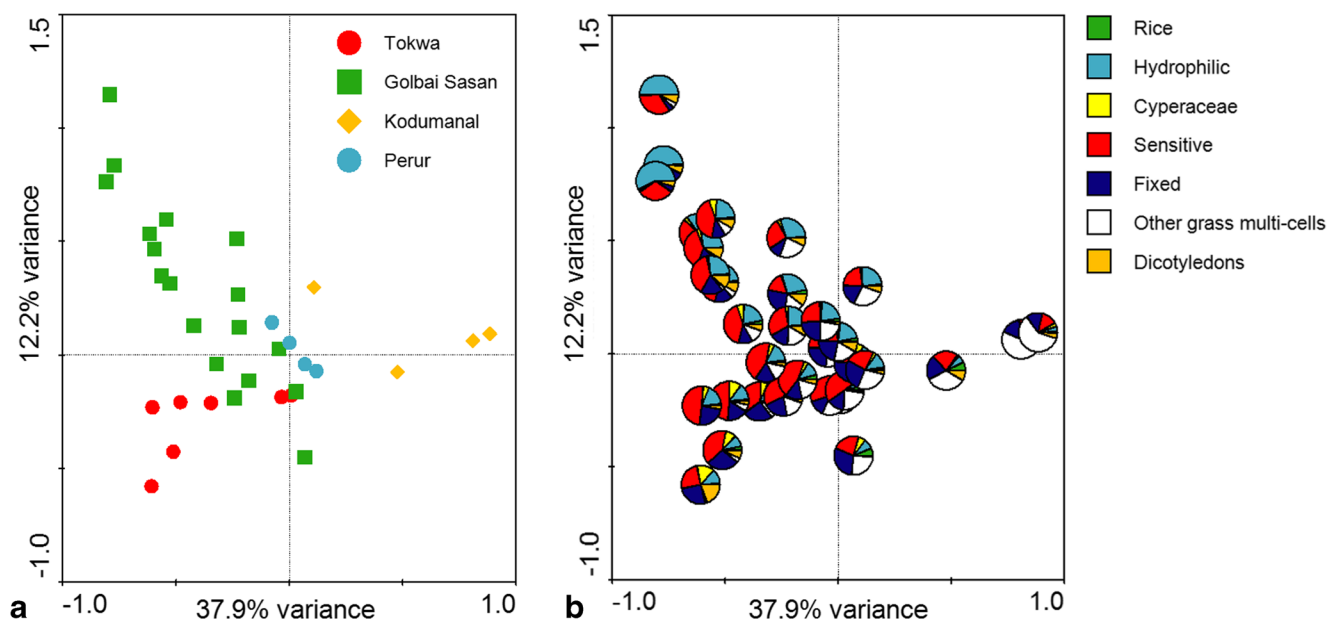 1.5
12.2% variance
-1.0
-1.0
37.9% variance
1.0
Tokwa
Golbai Sasan
Kodumanal
Perur
a
1.5
12.2% variance
-1.0
-1.0
37.9% variance
1.0
b
Rice
Hydrophilic
Cyperaceae
Sensitive
Fixed
Other grass multi-cells
Dicotyledons